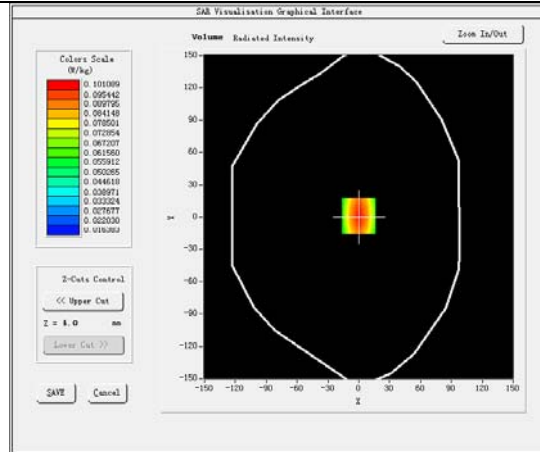 SAR Visualisation Graphical Interface
Volume Radiated Intensity
Zoom In/Out
Colors Scale
(W/kg)
0.101089
0.095442
0.089795
0.084148
0.078501
0.072854
0.067207
0.061560
0.055912
0.050265
0.044618
0.038971
0.033324
0.027677
0.022030
0.016383
Z-Cuts Control
<< Upper Cut
Z = 4.0 mm
Lower Cut >>
SAVE Cancel
150
120
90
60
30
0
-30
-60
-90
-120
-150
Y
-150 -120 -90 -60 -30 0 30 60 90 120 150
X